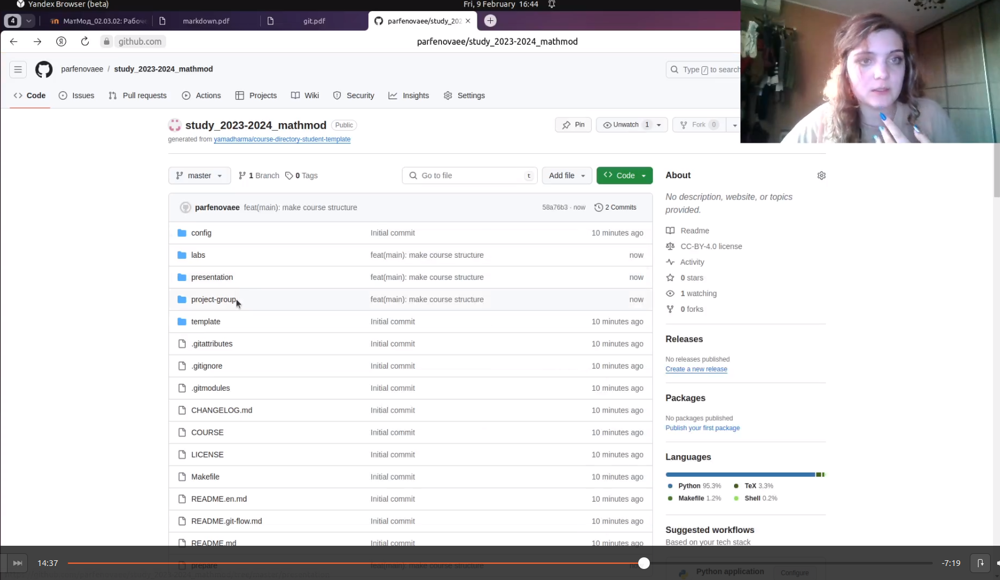 Yandex Browser (beta)
Fri, 9 February 16:44
4
МатМод_02.03.02: Рабоче
markdown.pdf
git.pdf
parfenovaee/study_202
github.com
parfenovaee/study_2023-2024_mathmod
parfenovaee / study_2023-2024_mathmod
Type / to search
Code Issues Pull requests Actions Projects Wiki Security Insights Settings
study_2023-2024_mathmod Public
Pin Unwatch 1 Fork 0
generated from yamadharma/course-directory-student-template
master 1 Branch 0 Tags Go to file t Add file Code
parfenovaee feat(main): make course structure 58a76b3 · now 2 Commits
config Initial commit 10 minutes ago
labs feat(main): make course structure now
presentation feat(main): make course structure now
project-group feat(main): make course structure now
template Initial commit 10 minutes ago
.gitattributes Initial commit 10 minutes ago
.gitignore Initial commit 10 minutes ago
.gitmodules Initial commit 10 minutes ago
CHANGELOG.md Initial commit 10 minutes ago
COURSE Initial commit 10 minutes ago
LICENSE Initial commit 10 minutes ago
Makefile Initial commit 10 minutes ago
README.en.md Initial commit 10 minutes ago
README.git-flow.md Initial commit 10 minutes ago
README.md Initial commit 10 minutes ago
prepare feat(main): make course structure
About
No description, website, or topics
provided.
Readme
CC-BY-4.0 license
Activity
0 stars
1 watching
0 forks
Releases
No releases published
Create a new release
Packages
No packages published
Publish your first package
Languages
Python 95.3% TeX 3.3%
Makefile 1.2% Shell 0.2%
Suggested workflows
Based on your tech stack
Python application Configure
14:37
-7:19